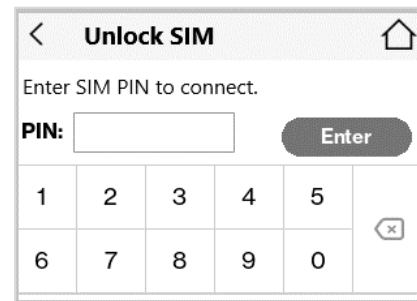 Unlock SIM
Enter SIM PIN to connect.
PIN: Enter
1 2 3 4 5
6 7 8 9 0